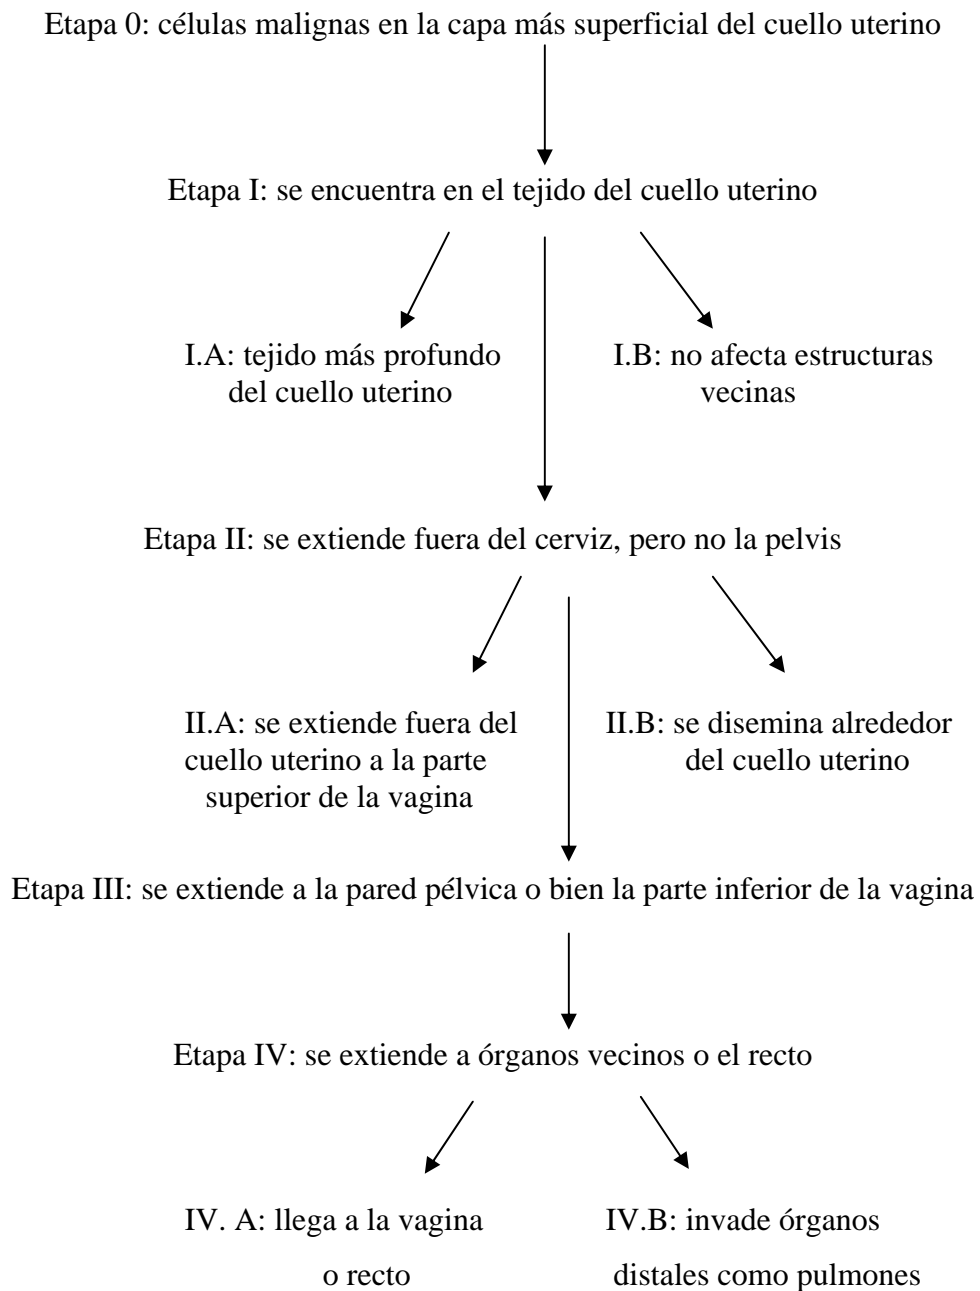 Etapa 0: células malignas en la capa más superficial del cuello uterino
Etapa I: se encuentra en el tejido del cuello uterino
I.A: tejido más profundo
del cuello uterino
I.B: no afecta estructuras
vecinas
Etapa II: se extiende fuera del cerviz, pero no la pelvis
II.A: se extiende fuera del
cuello uterino a la parte
superior de la vagina
II.B: se disemina alrededor
del cuello uterino
Etapa III: se extiende a la pared pélvica o bien la parte inferior de la vagina
Etapa IV: se extiende a órganos vecinos o el recto
IV. A: llega a la vagina
o recto
IV.B: invade órganos
distales como pulmones